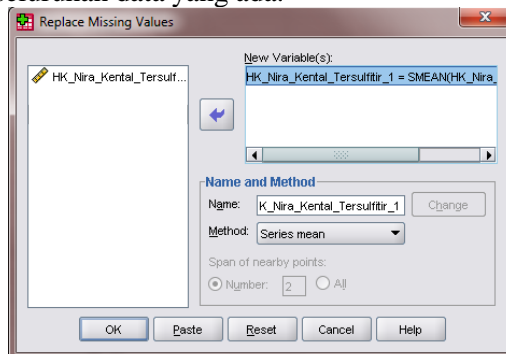 data yang ada.
Replace Missing Values
New Variable(s):
HK_Nira_Kental_Tersulf...
HK_Nira_Kental_Tersulfitir_1 = SMEAN(HK_Nira_
Name and Method
Name: K_Nira_Kental_Tersulfitir_1 Change
Method: Series mean
Span of nearby points:
Number: 2 All
OK Paste Reset Cancel Help